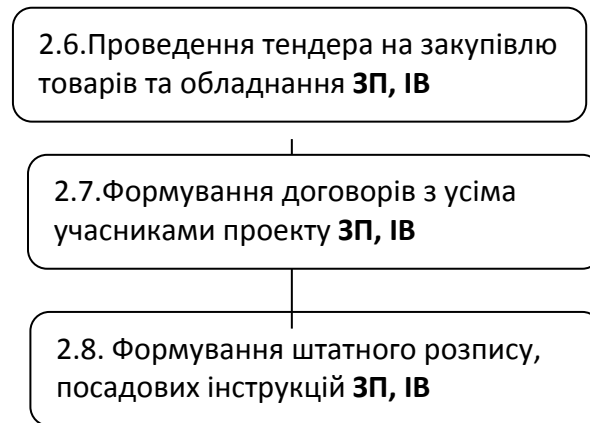 2.6.Проведення тендера на закупівлю
товарів та обладнання ЗП, ІВ
2.7.Формування договорів з усіма
учасниками проекту ЗП, ІВ
2.8. Формування штатного розпису,
посадових інструкцій ЗП, ІВ